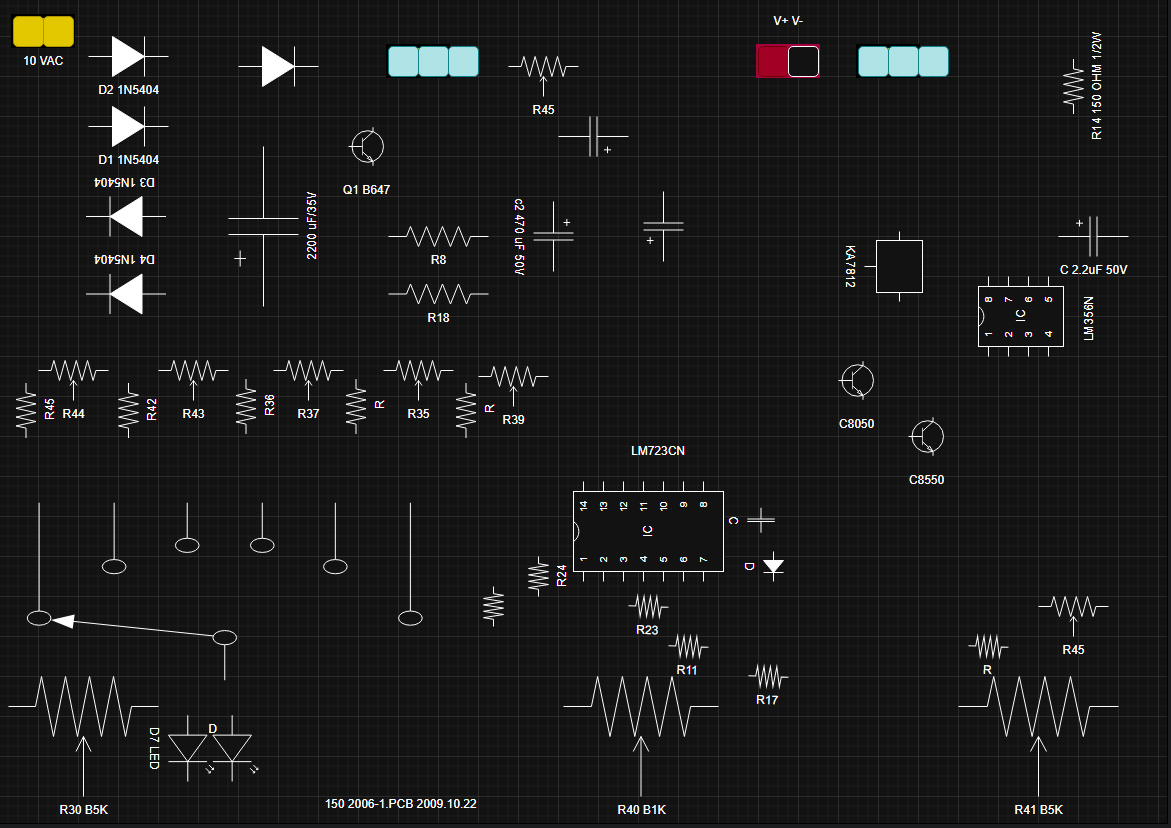 V+ V-
10 VAC
D2 1N5404
R45
R14 150 OHM 1/2W
+
D1 1N5404
D3 1N5404
Q1 B647
2200 uF/35V
+
c2 470 uF 50V
+
+
R8
KA7812
+
C 2.2uF 50V
D4 1N5404
R18
8 7 6 5
IC
1 2 3 4
LM356N
R45
R44
R42
R43
R36
R37
R
R35
R
R39
C8050
C8550
LM723CN
14 13 12 11 10 9 8
IC
1 2 3 4 5 6 7
C
D
R24
R23
R11
R17
R45
R
D7 LED
D
150 2006-1.PCB 2009.10.22
R30 B5K
R40 B1K
R41 B5K